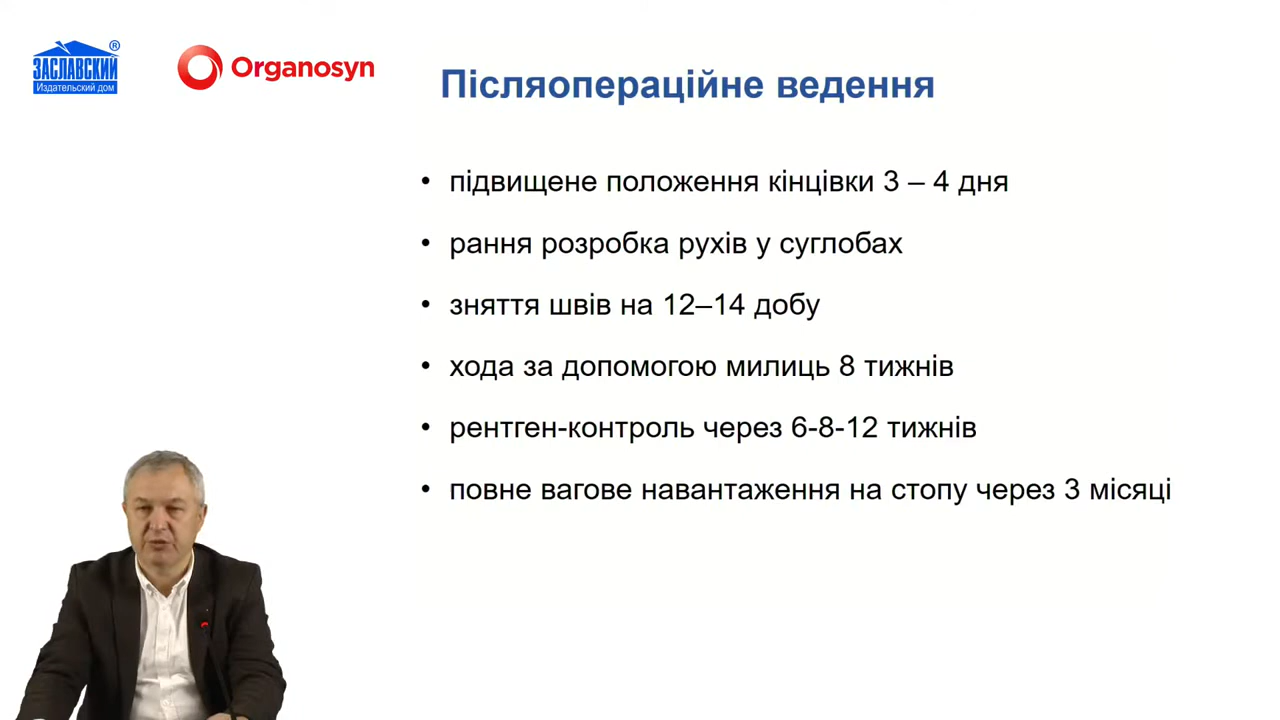 ЗАСЛАВСКИЙ ®
Издательский дом
Organosyn
Післяопераційне ведення
• підвищене положення кінцівки 3 – 4 дня
• рання розробка рухів у суглобах
• зняття швів на 12–14 добу
• хода за допомогою милиць 8 тижнів
• рентген-контроль через 6-8-12 тижнів
• повне вагове навантаження на стопу через 3 місяці